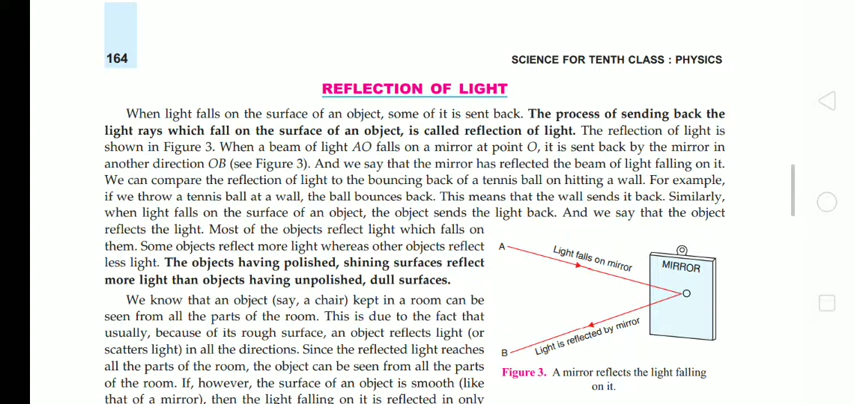 164
SCIENCE FOR TENTH CLASS : PHYSICS
REFLECTION OF LIGHT
When light falls on the surface of an object, some of it is sent back. The process of sending back the
light rays which fall on the surface of an object, is called reflection of light. The reflection of light is
shown in Figure 3. When a beam of light AO falls on a mirror at point O, it is sent back by the mirror in
another direction OB (see Figure 3). And we say that the mirror has reflected the beam of light falling on it.
We can compare the reflection of light to the bouncing back of a tennis ball on hitting a wall. For example,
if we throw a tennis ball at a wall, the ball bounces back. This means that the wall sends it back. Similarly,
when light falls on the surface of an object, the object sends the light back. And we say that the object
reflects the light. Most of the objects reflect light which falls on
them. Some objects reflect more light whereas other objects reflect
less light. The objects having polished, shining surfaces reflect
more light than objects having unpolished, dull surfaces.
We know that an object (say, a chair) kept in a room can be
seen from all the parts of the room. This is due to the fact that
usually, because of its rough surface, an object reflects light (or
scatters light) in all the directions. Since the reflected light reaches
all the parts of the room, the object can be seen from all the parts
of the room. If, however, the surface of an object is smooth (like
that of a mirror), then the light falling on it is reflected in only
A
Light falls on mirror
MIRROR
O
B
Light is reflected by mirror
Figure 3. A mirror reflects the light falling
on it.